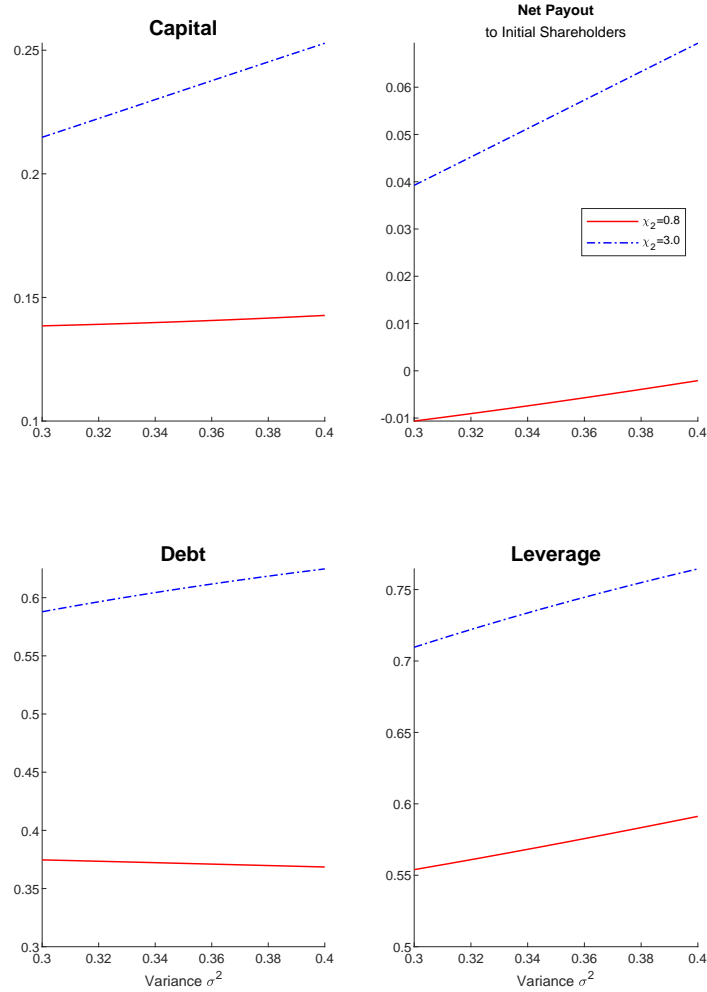 Capital
0.25
0.2
0.15
0.1
0.3 0.32 0.34 0.36 0.38 0.4
Net Payout
to Initial Shareholders
0.06
0.05
0.04
0.03
0.02
0.01
0
-0.01
0.3 0.32 0.34 0.36 0.38 0.4
χ₂=0.8
χ₂=3.0
Debt
0.6
0.55
0.5
0.45
0.4
0.35
0.3
0.3 0.32 0.34 0.36 0.38 0.4
Variance σ²
Leverage
0.75
0.7
0.65
0.6
0.55
0.5
0.3 0.32 0.34 0.36 0.38 0.4
Variance σ²